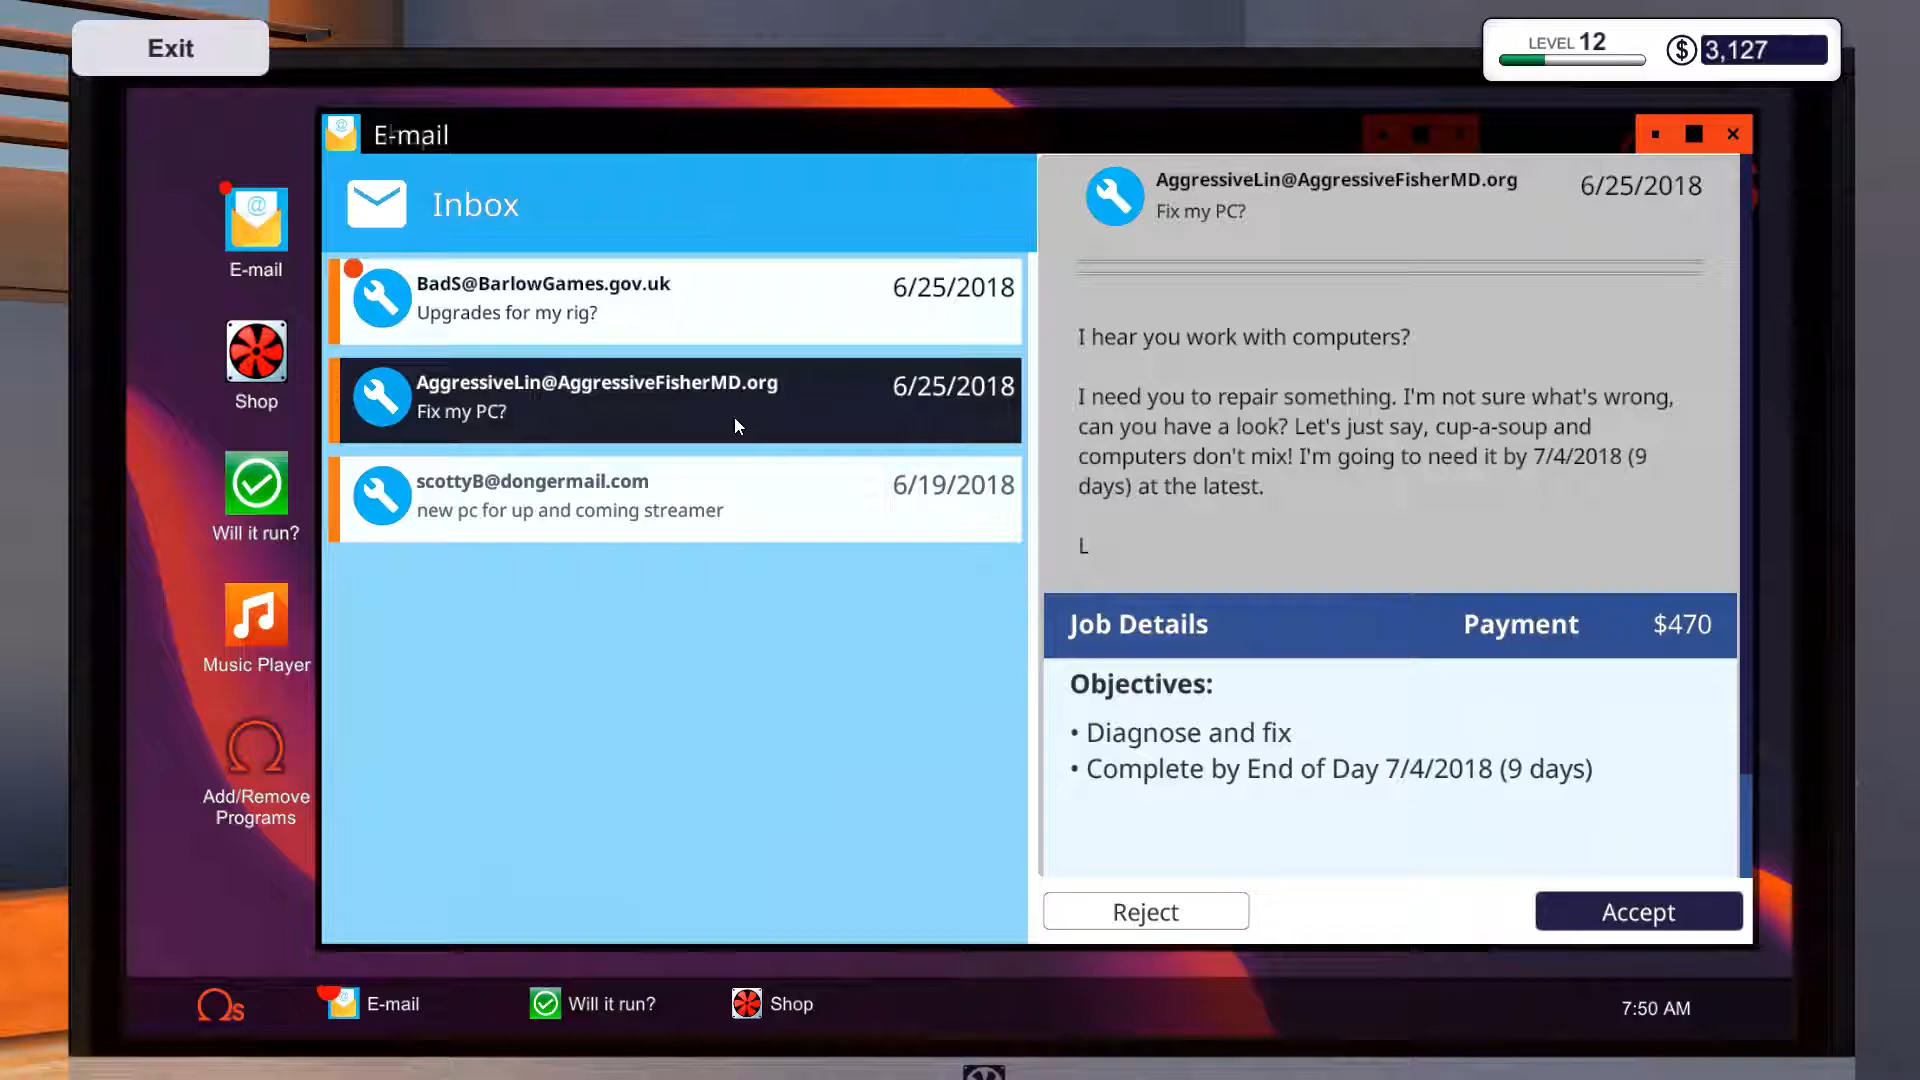 Exit
LEVEL 12
$ 3,127
E-mail
Inbox
BadS@BarlowGames.gov.uk
6/25/2018
Upgrades for my rig?
AggressiveLin@AggressiveFisherMD.org
6/25/2018
Fix my PC?
scottyB@dongermail.com
6/19/2018
new pc for up and coming streamer
AggressiveLin@AggressiveFisherMD.org
6/25/2018
Fix my PC?
I hear you work with computers?
I need you to repair something. I'm not sure what's wrong,
can you have a look? Let's just say, cup-a-soup and
computers don't mix! I'm going to need it by 7/4/2018 (9
days) at the latest.
L
Job Details Payment $470
Objectives:
• Diagnose and fix
• Complete by End of Day 7/4/2018 (9 days)
Reject
Accept
E-mail
Shop
Will it run?
Music Player
Add/Remove
Programs
Ωs
E-mail
Will it run?
Shop
7:50 AM